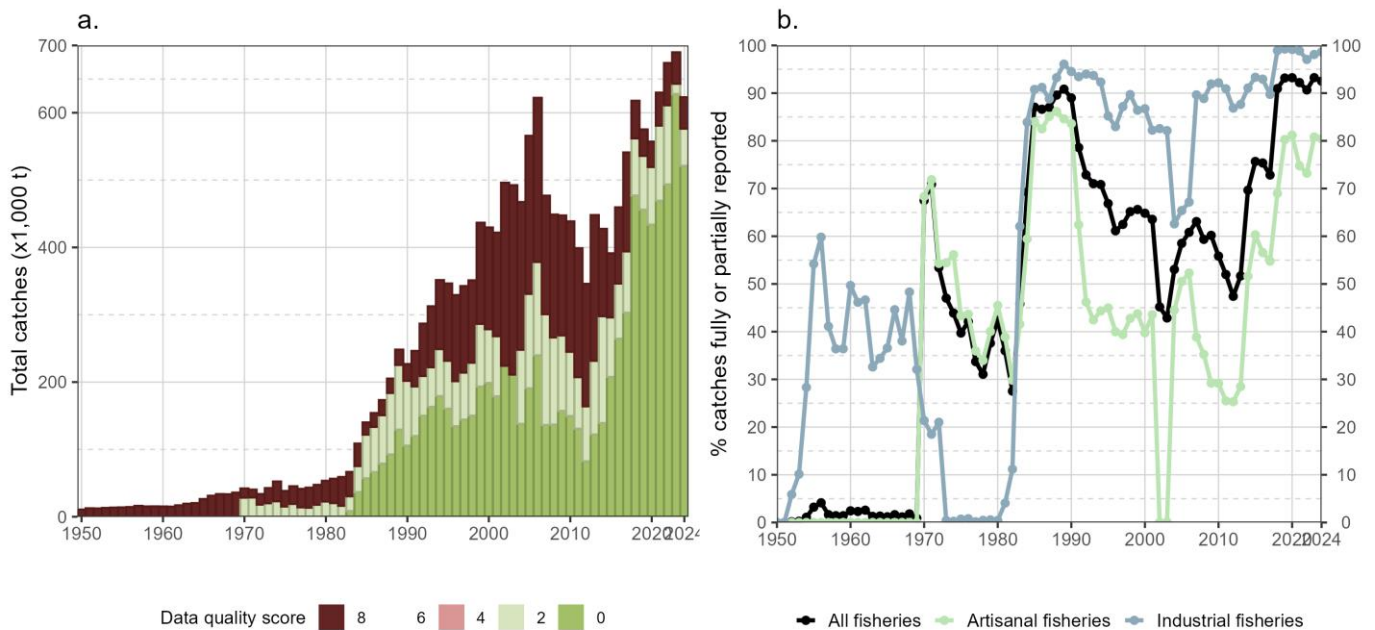 a.
Total catches (x1,000 t)
700
600
400
200
0
1950 1960 1970 1980 1990 2000 2010 2020 2024
Data quality score 8 6 4 2 0
b.
% catches fully or partially reported
100 100
90 90
80 80
70 70
60 60
50 50
40 40
30 30
20 20
10 10
0 0
1950 1960 1970 1980 1990 2000 2010 2020 2024
All fisheries Artisanal fisheries Industrial fisheries